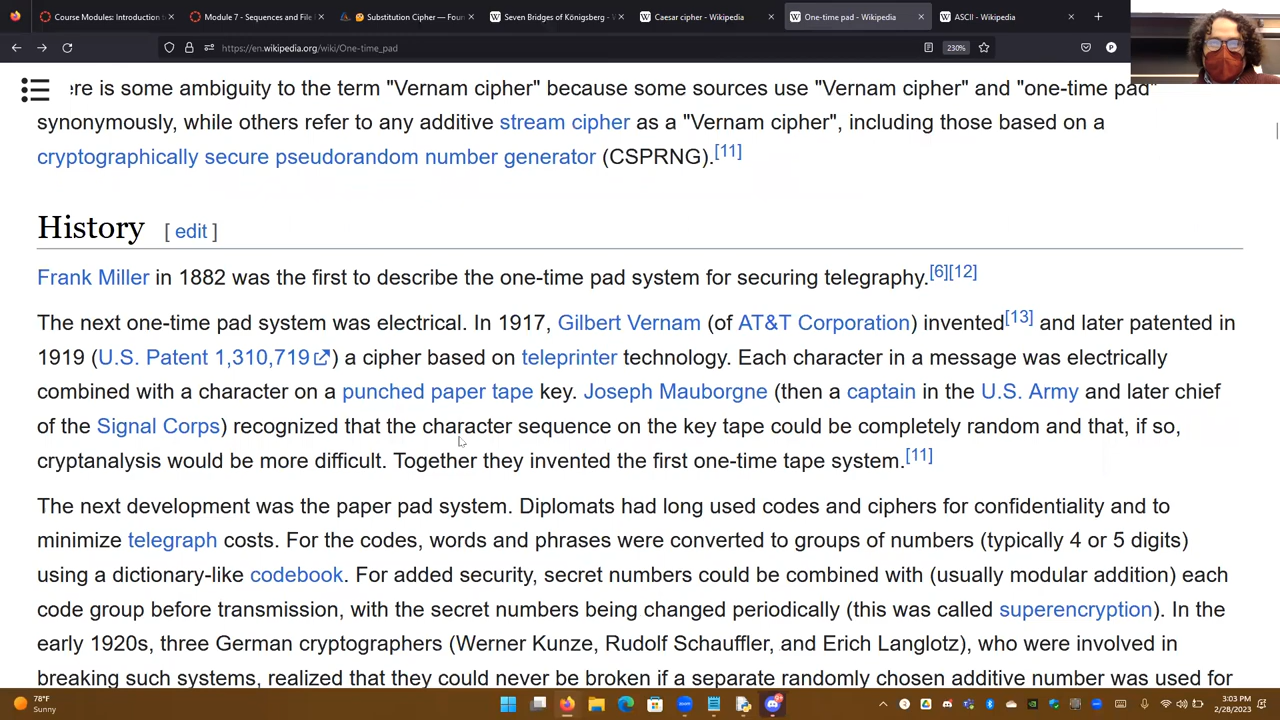 Course Modules: Introduction
Module 7 - Sequences and File
Substitution Cipher — Four
Seven Bridges of Königsberg - W
Caesar cipher - Wikipedia
One-time pad - Wikipedia
ASCII - Wikipedia
https://en.wikipedia.org/wiki/One-time_pad
230%
ere is some ambiguity to the term "Vernam cipher" because some sources use "Vernam cipher" and "one-time pad"
synonymously, while others refer to any additive stream cipher as a "Vernam cipher", including those based on a
cryptographically secure pseudorandom number generator (CSPRNG).[11]
History [ edit ]
Frank Miller in 1882 was the first to describe the one-time pad system for securing telegraphy.[6][12]
The next one-time pad system was electrical. In 1917, Gilbert Vernam (of AT&T Corporation) invented[13] and later patented in
1919 (U.S. Patent 1,310,719) a cipher based on teleprinter technology. Each character in a message was electrically
combined with a character on a punched paper tape key. Joseph Mauborgne (then a captain in the U.S. Army and later chief
of the Signal Corps) recognized that the character sequence on the key tape could be completely random and that, if so,
cryptanalysis would be more difficult. Together they invented the first one-time tape system.[11]
The next development was the paper pad system. Diplomats had long used codes and ciphers for confidentiality and to
minimize telegraph costs. For the codes, words and phrases were converted to groups of numbers (typically 4 or 5 digits)
using a dictionary-like codebook. For added security, secret numbers could be combined with (usually modular addition) each
code group before transmission, with the secret numbers being changed periodically (this was called superencryption). In the
early 1920s, three German cryptographers (Werner Kunze, Rudolf Schauffler, and Erich Langlotz), who were involved in
breaking such systems, realized that they could never be broken if a separate randomly chosen additive number was used for
78°F
Sunny
3:03 PM
2/28/2023